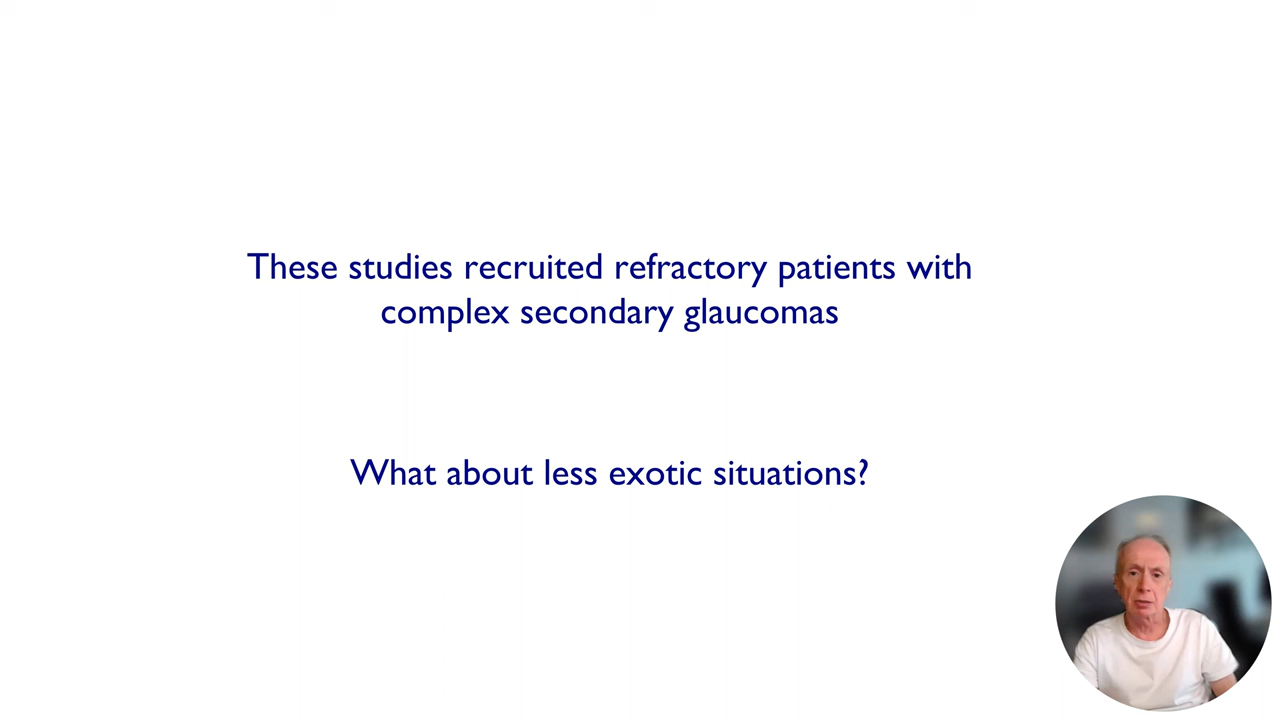 These studies recruited refractory patients with
complex secondary glaucomas
What about less exotic situations?